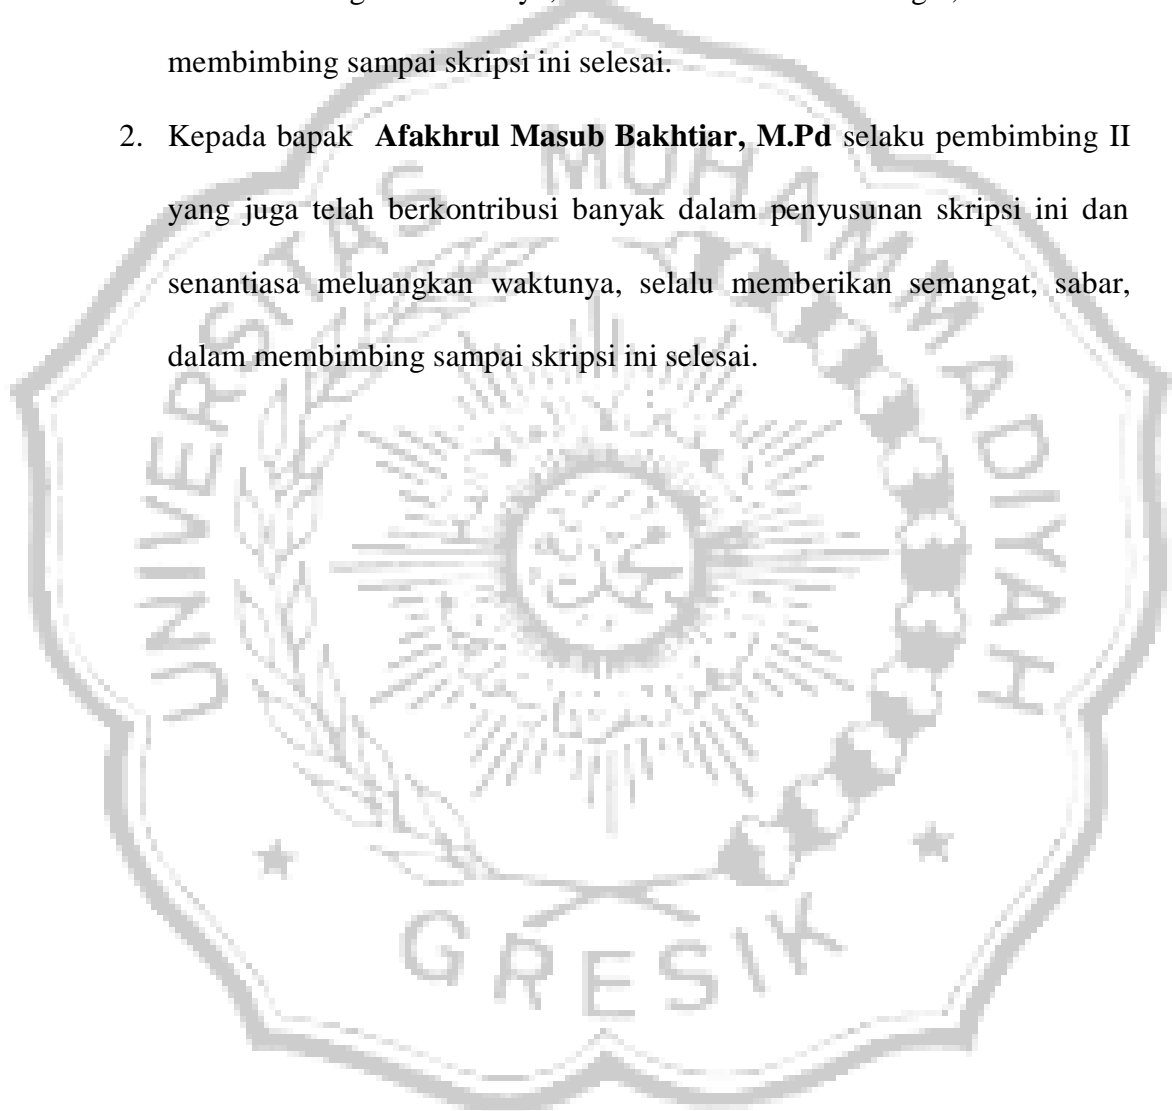 membimbing sampai skripsi ini selesai.
2. Kepada bapak Afakhrul Masub Bakhtiar, M.Pd selaku pembimbing II
yang juga telah berkontribusi banyak dalam penyusunan skripsi ini dan
senantiasa meluangkan waktunya, selalu memberikan semangat, sabar,
dalam membimbing sampai skripsi ini selesai.
UNIVERSITAS MUHAMMADIYAH
GRESIK